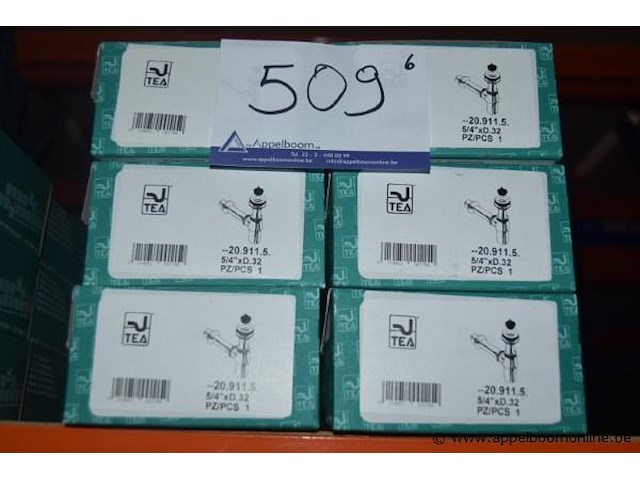 509 6
Appelboom
Tel. 32 - 3 - 440 00 99
www.appelboomonline.be info@appelboomonline.be
TEA
--20.911.5.
5/4"xD.32
PZ/PCS 1
TEA
--20.911.5.
5/4"xD.32
PZ/PCS 1
TEA
--20.911.5.
5/4"xD.32
PZ/PCS 1
TEA
--20.911.5.
5/4"xD.32
PZ/PCS 1
TEA
--20.911.5.
5/4"xD.32
PZ/PCS 1
© www.appelboomonline.be